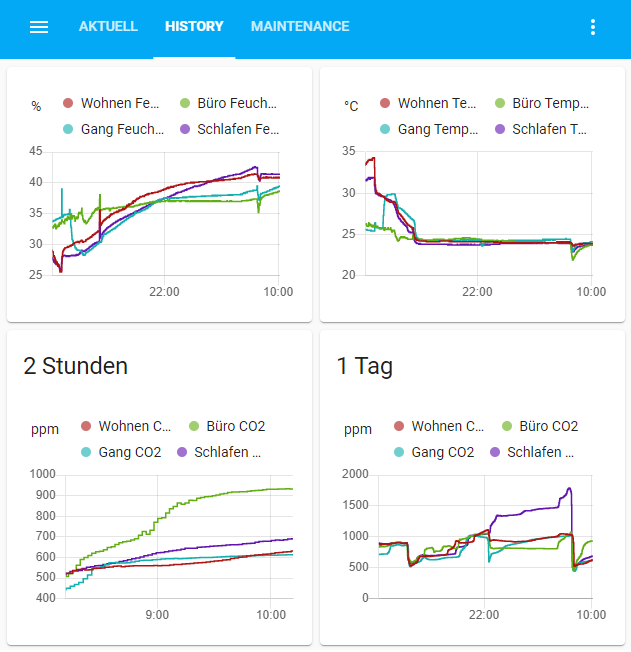 AKTUELL HISTORY MAINTENANCE
% Wohnen Fe... Büro Feuch...
Gang Feuch... Schlafen Fe...
45
40
35
30
25
22:00 10:00
°C Wohnen Te... Büro Temp...
Gang Temp... Schlafen T...
35
30
25
20
22:00 10:00
2 Stunden
ppm Wohnen C... Büro CO2
Gang CO2 Schlafen ...
1000
900
800
700
600
500
400
9:00 10:00
1 Tag
ppm Wohnen C... Büro CO2
Gang CO2 Schlafen ...
2000
1500
1000
500
0
22:00 10:00